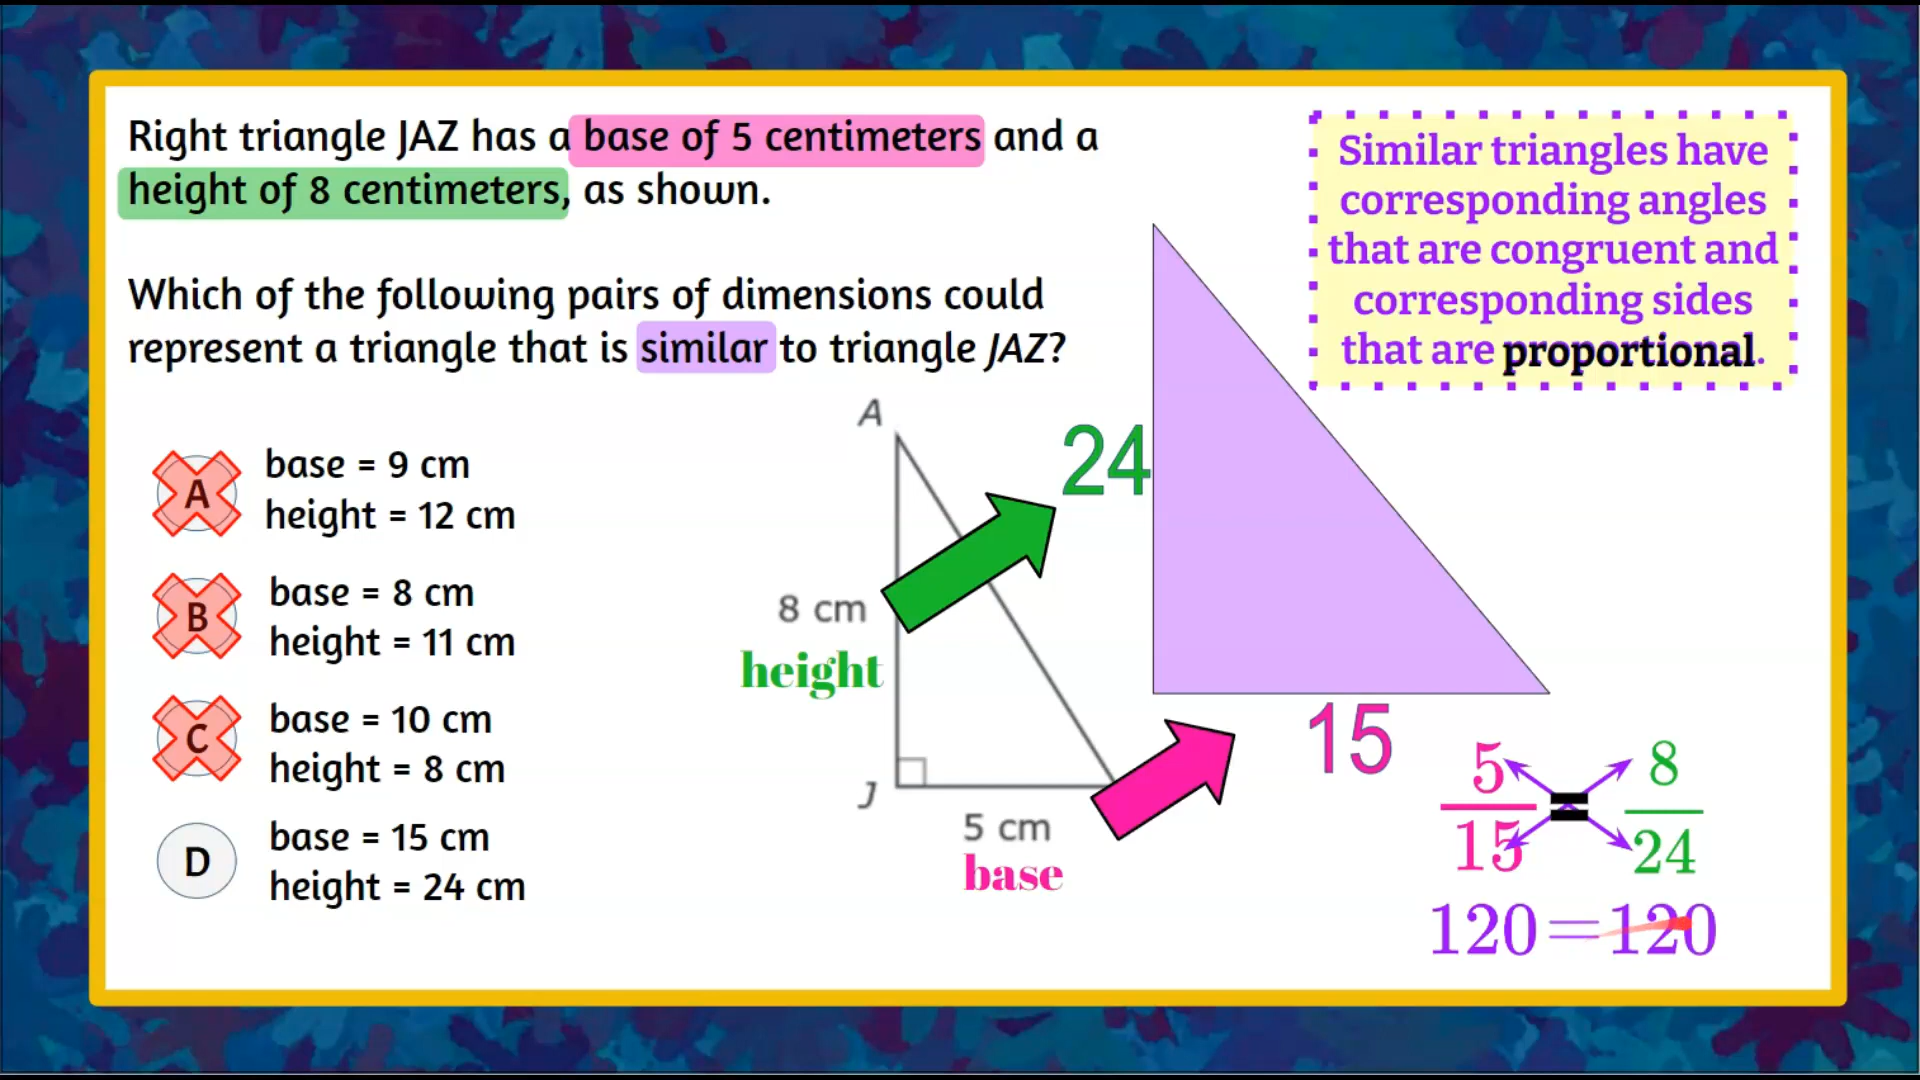 Right triangle JAZ has a base of 5 centimeters and a
height of 8 centimeters, as shown.
Which of the following pairs of dimensions could
represent a triangle that is similar to triangle JAZ?
A
base = 9 cm
height = 12 cm
B
base = 8 cm
height = 11 cm
C
base = 10 cm
height = 8 cm
D
base = 15 cm
height = 24 cm
A
8 cm
height
J
5 cm
base
24
15
Similar triangles have
corresponding angles
that are congruent and
corresponding sides
that are proportional.
5 = 8
15 24
120=120